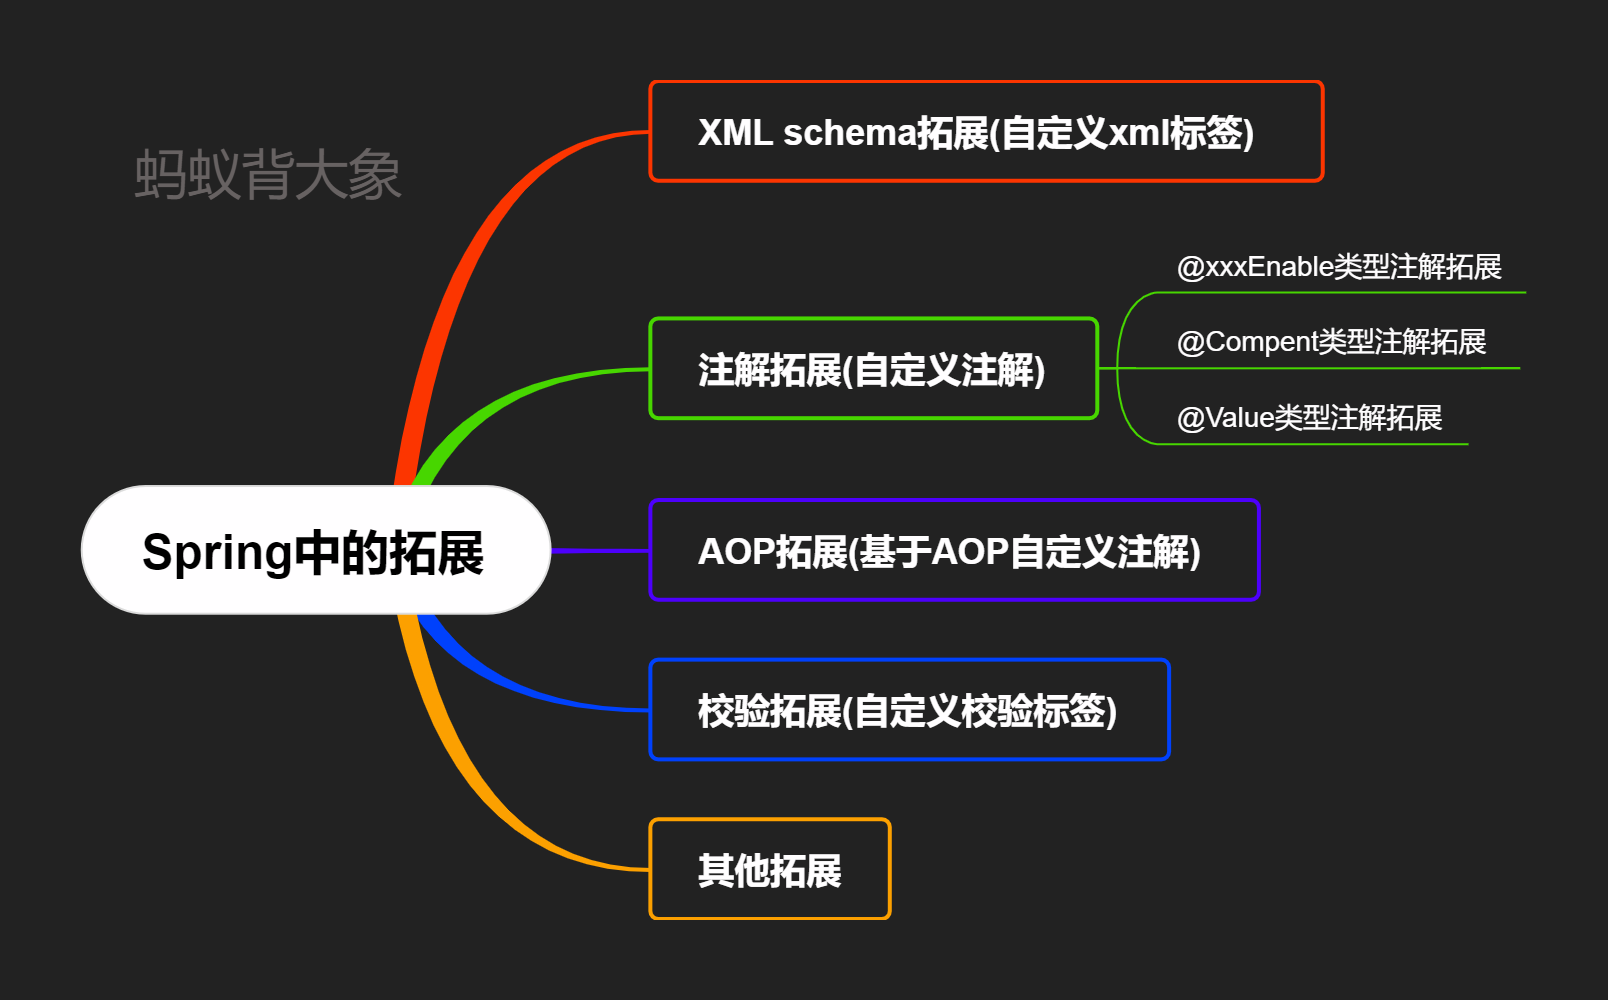 蚂蚁背大象
XML schema拓展(自定义xml标签)
@xxxEnable类型注解拓展
注解拓展(自定义注解)
@Compent类型注解拓展
@Value类型注解拓展
Spring中的拓展
AOP拓展(基于AOP自定义注解)
校验拓展(自定义校验标签)
其他拓展